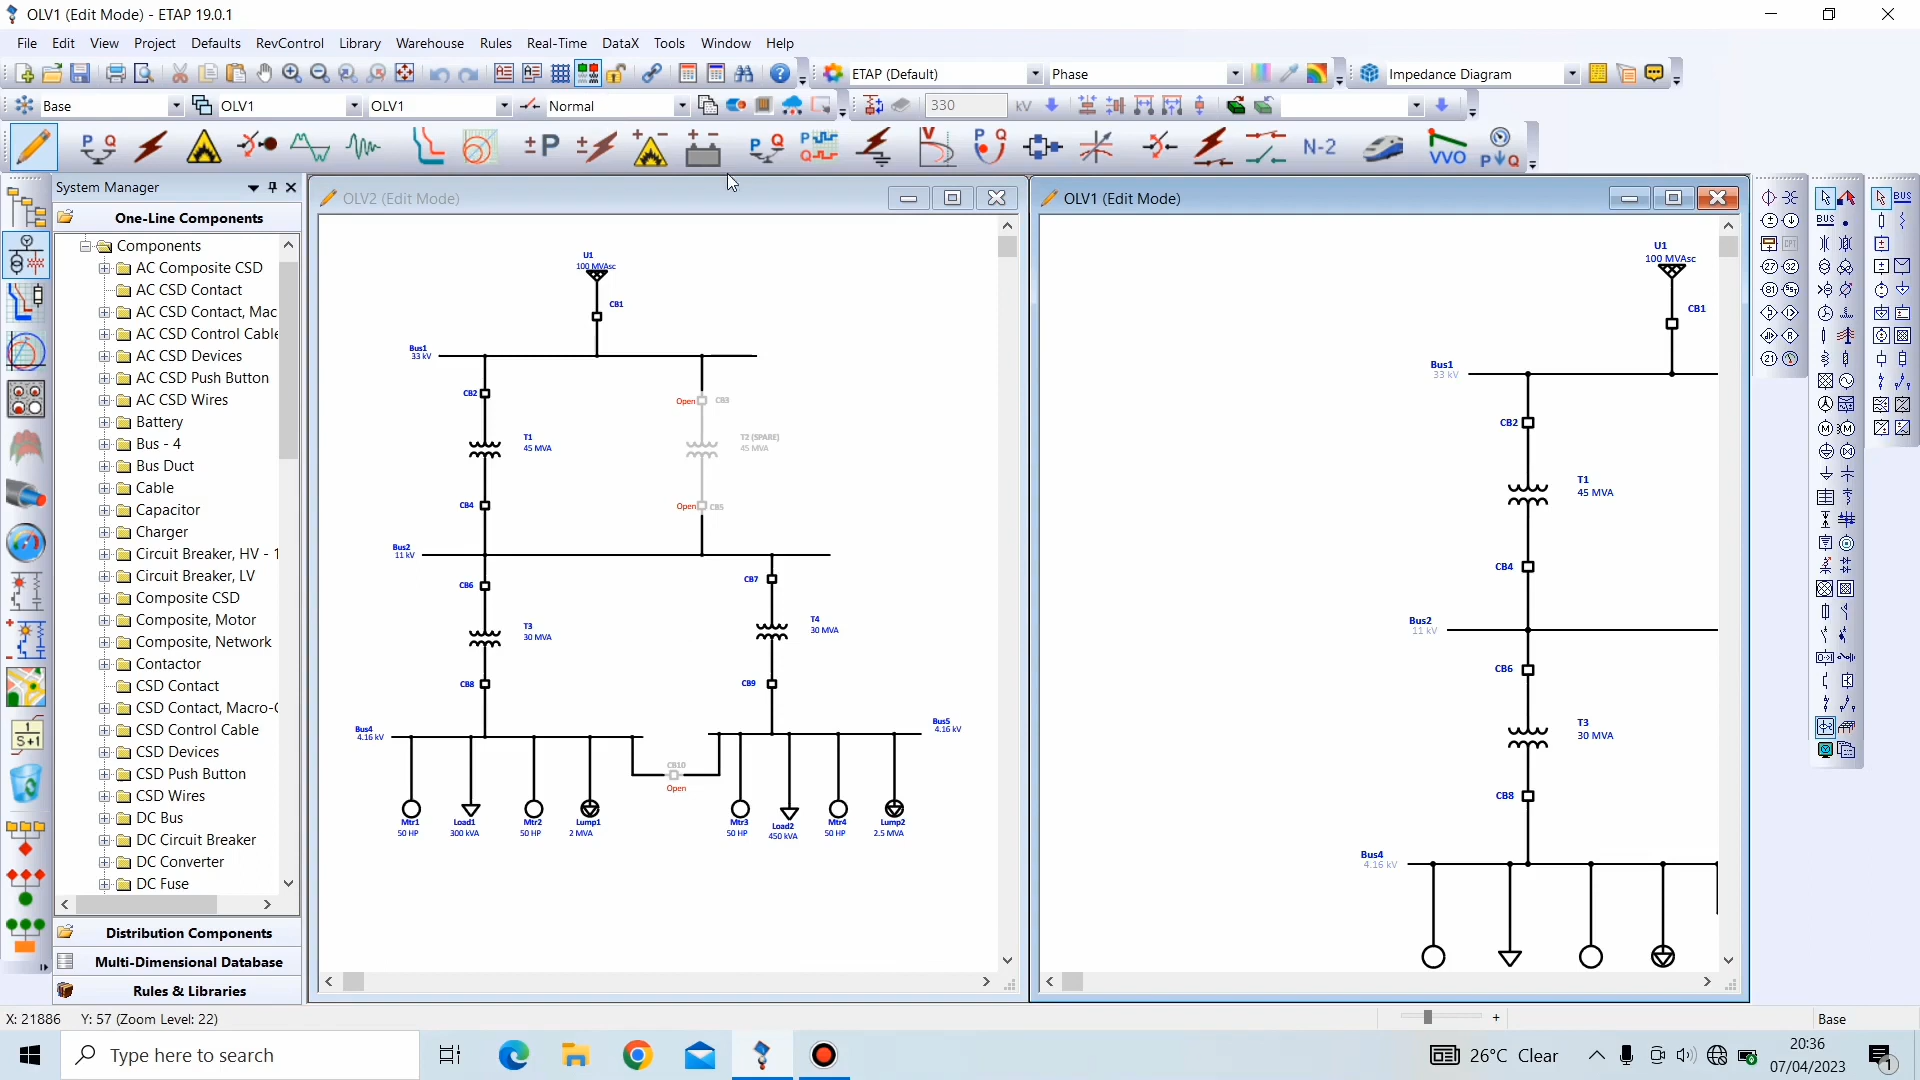 OLV1 (Edit Mode) - ETAP 19.0.1
File Edit View Project Defaults RevControl Library Warehouse Rules Real-Time DataX Tools Window Help
ETAP (Default) Phase Impedance Diagram
Base OLV1 OLV1 Normal 330 kV
N-2
System Manager
One-Line Components
Components
AC Composite CSD
AC CSD Contact
AC CSD Contact, Mac
AC CSD Control Cable
AC CSD Devices
AC CSD Push Button
AC CSD Wires
Battery
Bus - 4
Bus Duct
Cable
Capacitor
Charger
Circuit Breaker, HV - 1
Circuit Breaker, LV
Composite CSD
Composite, Motor
Composite, Network
Contactor
CSD Contact
CSD Contact, Macro-
CSD Control Cable
CSD Devices
CSD Push Button
CSD Wires
DC Bus
DC Circuit Breaker
DC Converter
DC Fuse
Distribution Components
Multi-Dimensional Database
Rules & Libraries
OLV2 (Edit Mode)
U1
100 MVAsc
CB1
Bus1
33 kV
CB2
Open CB3
T1
45 MVA
T2 (SPARE)
45 MVA
CB4
Open CB5
Bus2
11 kV
CB6
CB7
T3
30 MVA
T4
30 MVA
CB8
CB9
Bus4
4.16 kV
Bus5
4.16 kV
CB10
Open
Mtr1
50 HP
Load1
300 kVA
Mtr2
50 HP
Lump1
2 MVA
Mtr3
50 HP
Load2
450 kVA
Mtr4
50 HP
Lump2
2.5 MVA
OLV1 (Edit Mode)
U1
100 MVAsc
CB1
Bus1
33 kV
CB2
T1
45 MVA
CB4
Bus2
11 kV
CB6
T3
30 MVA
CB8
Bus4
4.16 kV
X: 21886 Y: 57 (Zoom Level: 22)
Base
Type here to search
26°C Clear
20:36
07/04/2023
1